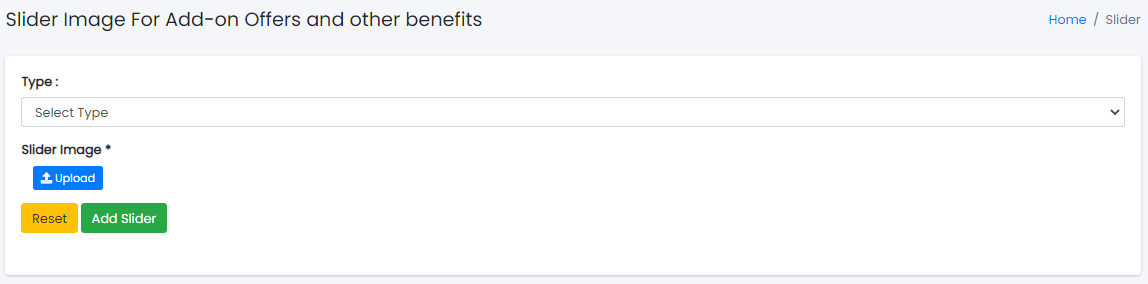 Slider Image For Add-on Offers and other benefits
Home / Slider
Type :
Select Type
Slider Image *
Upload
Reset
Add Slider